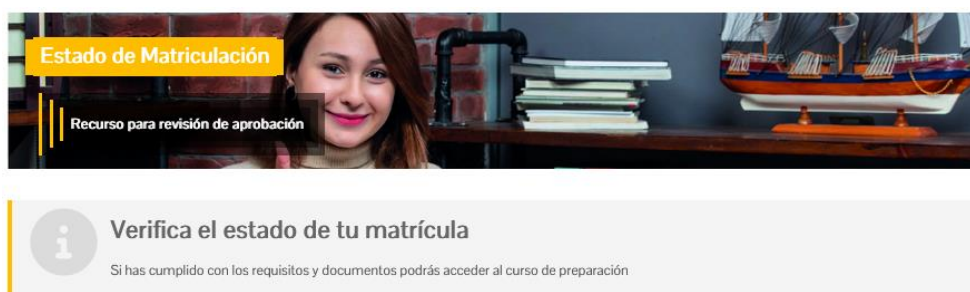 Estado de Matriculación
Recurso para revisión de aprobación
Verifica el estado de tu matrícula
Si has cumplido con los requisitos y documentos podrás acceder al curso de preparación